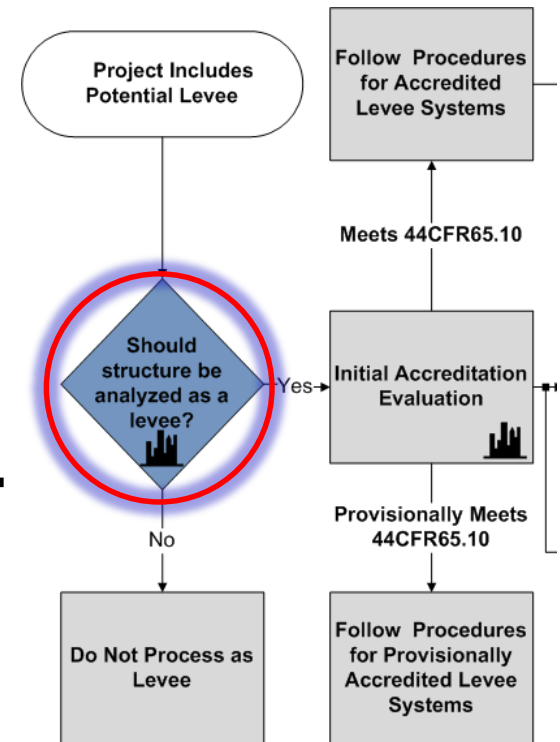 Project Includes
Potential Levee
Follow Procedures
for Accredited
Levee Systems
Meets 44CFR65.10
Should
structure be
analyzed as a
levee?
Yes
Initial Accreditation
Evaluation
No
Provisionally Meets
44CFR65.10
Do Not Process as
Levee
Follow Procedures
for Provisionally
Accredited Levee
Systems